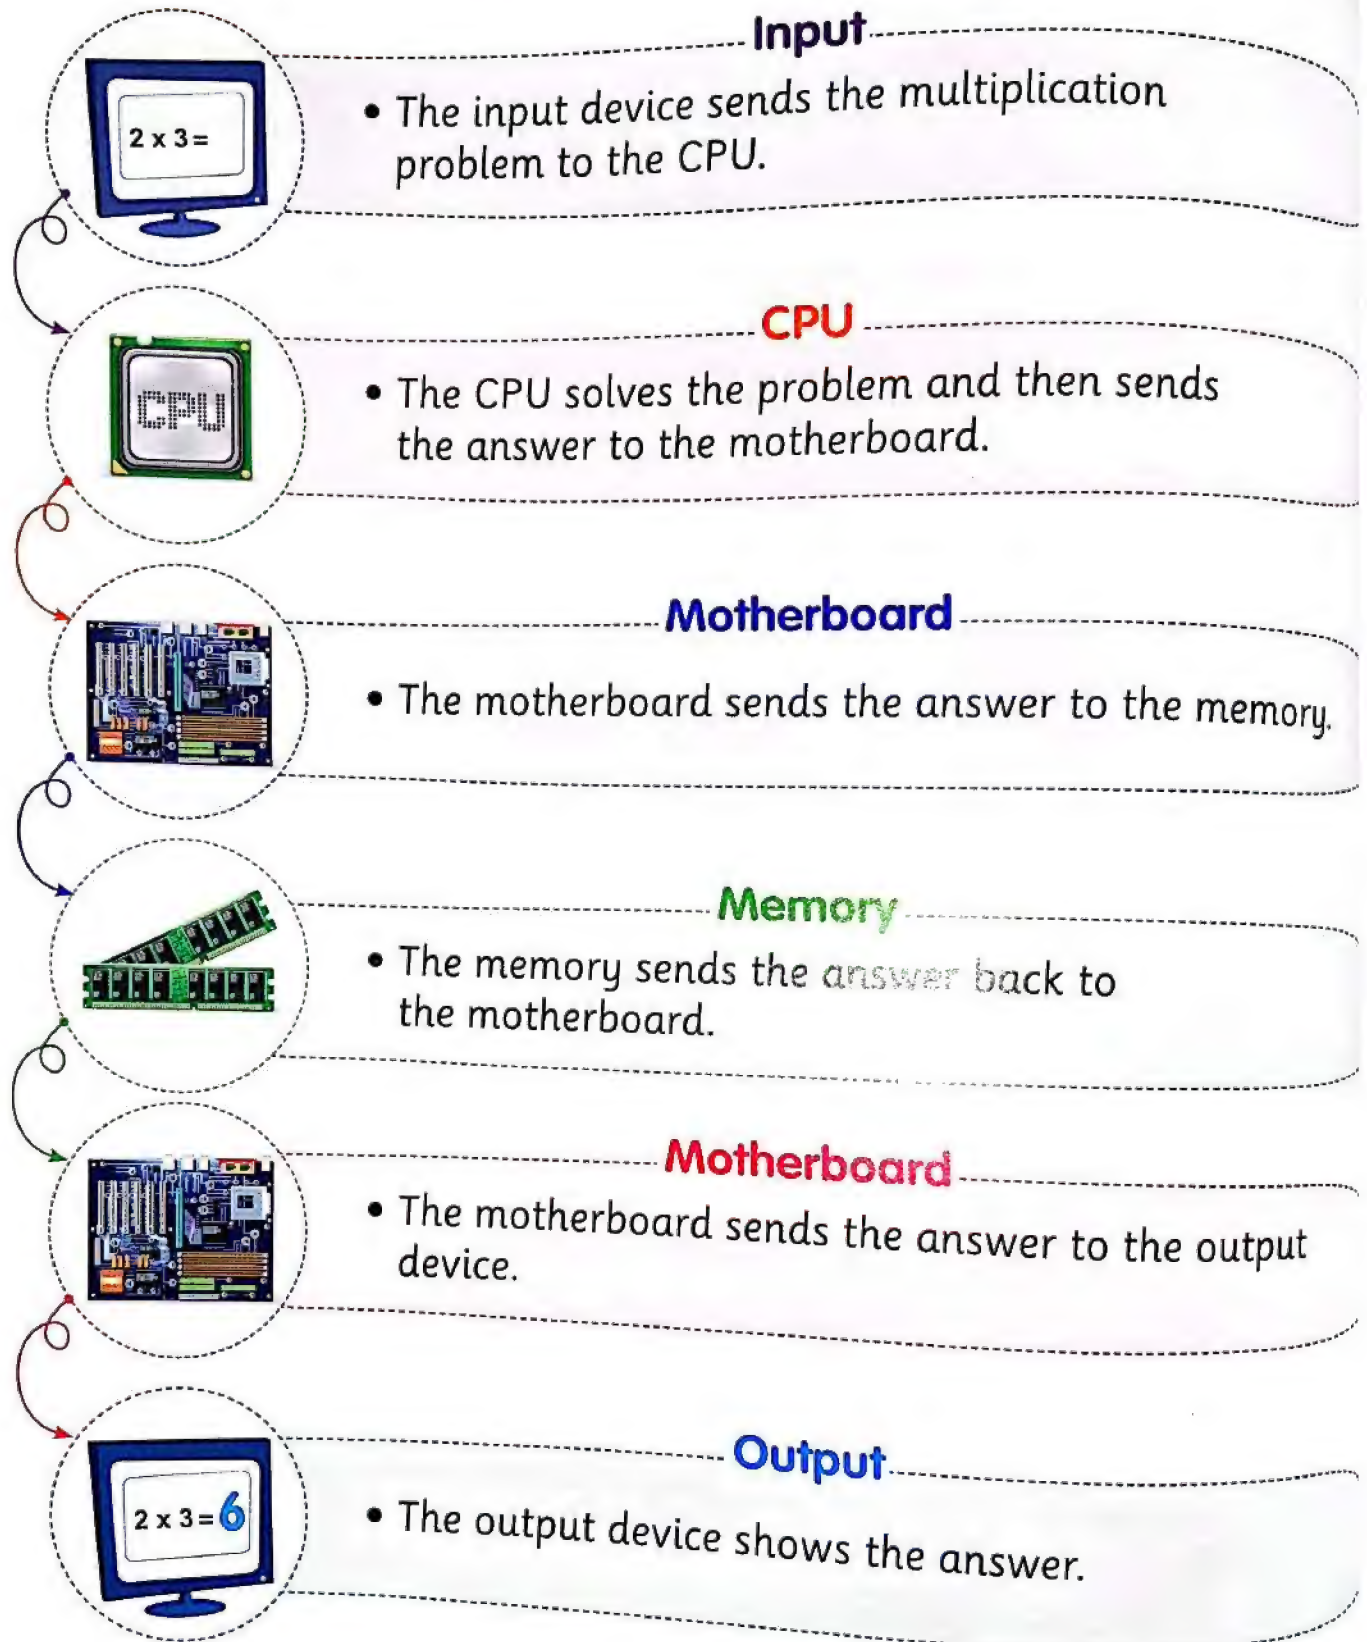 Input
2 x 3 =
• The input device sends the multiplication
problem to the CPU.
CPU
CPU
• The CPU solves the problem and then sends
the answer to the motherboard.
Motherboard
• The motherboard sends the answer to the memory.
Memory
• The memory sends the answer back to
the motherboard.
Motherboard
• The motherboard sends the answer to the output
device.
Output
2 x 3 = 6
• The output device shows the answer.